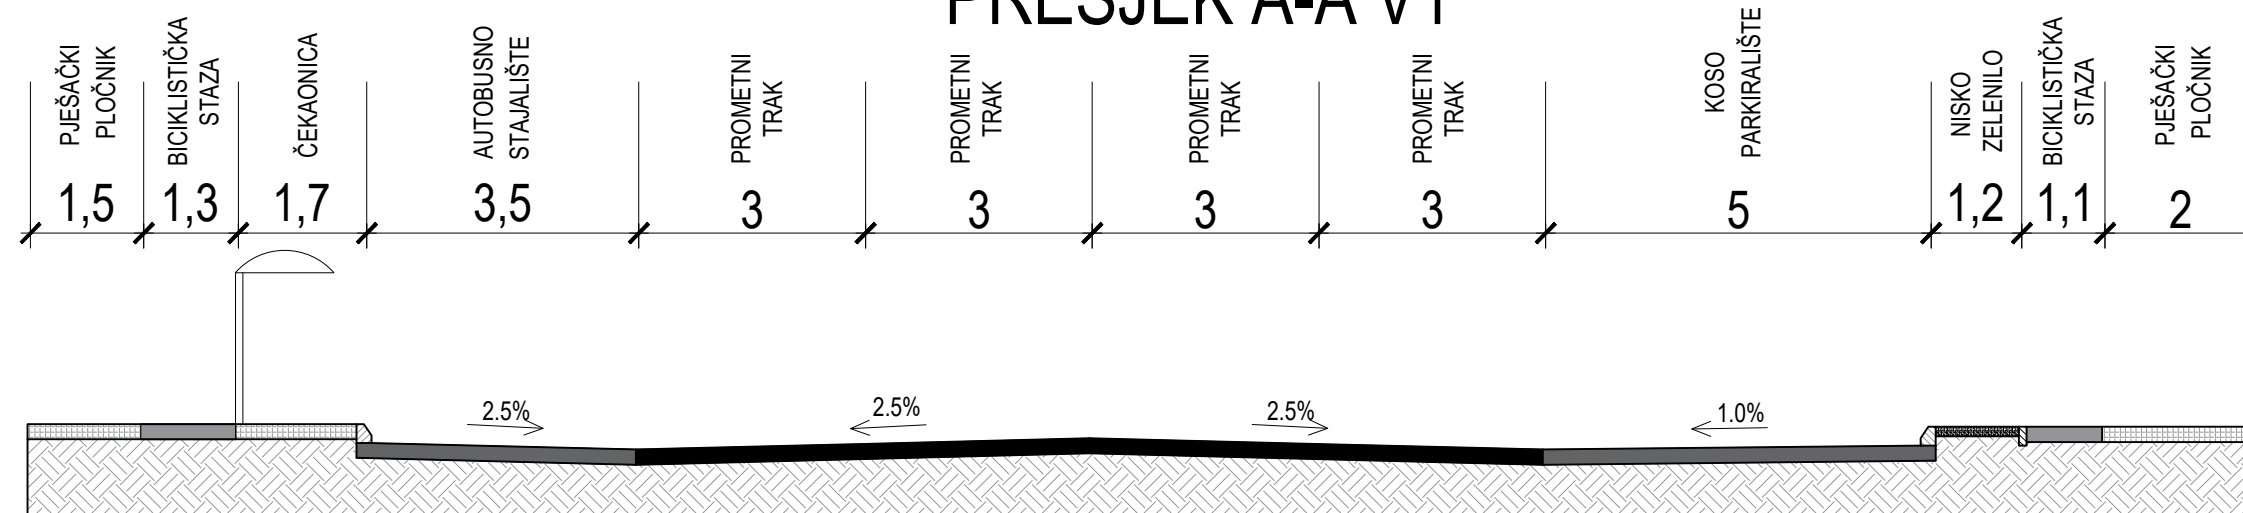 PRESJEK A-A V1
PJEŠAČKI
PLOČNIK
BICIKLISTIČKA
STAZA
ČEKAONICA
AUTOBUSNO
STAJALIŠTE
PROMETNI
TRAK
PROMETNI
TRAK
PROMETNI
TRAK
PROMETNI
TRAK
KOSO
PARKIRALIŠTE
NISKO
ZELENILO
BICIKLISTIČKA
STAZA
PJEŠAČKI
PLOČNIK
1,5
1,3
1,7
3,5
3
3
3
3
5
1,2
1,1
2
2.5%
2.5%
2.5%
1.0%